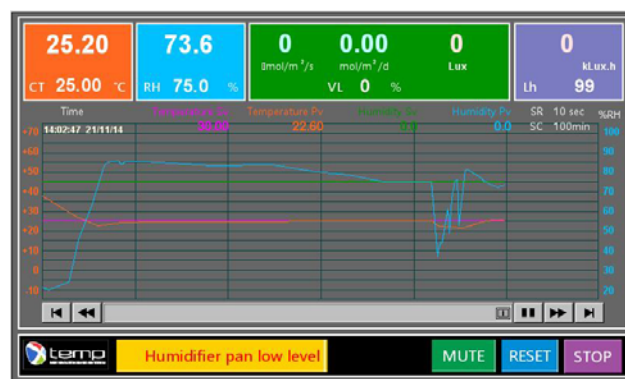 25.20
CT 25.00 °C
73.6
RH 75.0 %
0 0.00 0
mol/m²/s mol/m²/d Lux
VL 0 %
0
kLux.h
Lh 99
Time Temperature Sv Temperature Pv Humidity Sv Humidity Pv SR 10 sec %RH
14:02:47 21/11/14 22.60 0.0 0.0 SC 100min
+70 100
+60 90
+50 80
+40 70
+30 60
+20 50
+10 40
0 30
-10 20
temp
Humidifier pan low level
MUTE RESET STOP